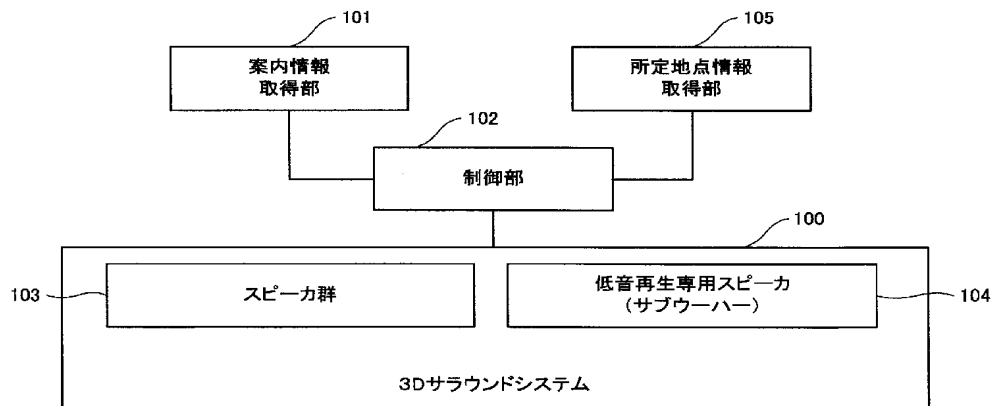 101
案内情報
取得部
105
所定地点情報
取得部
102
制御部
100
103
スピーカ群
低音再生専用スピーカ
(サブウーハー)
104
3Dサラウンドシステム